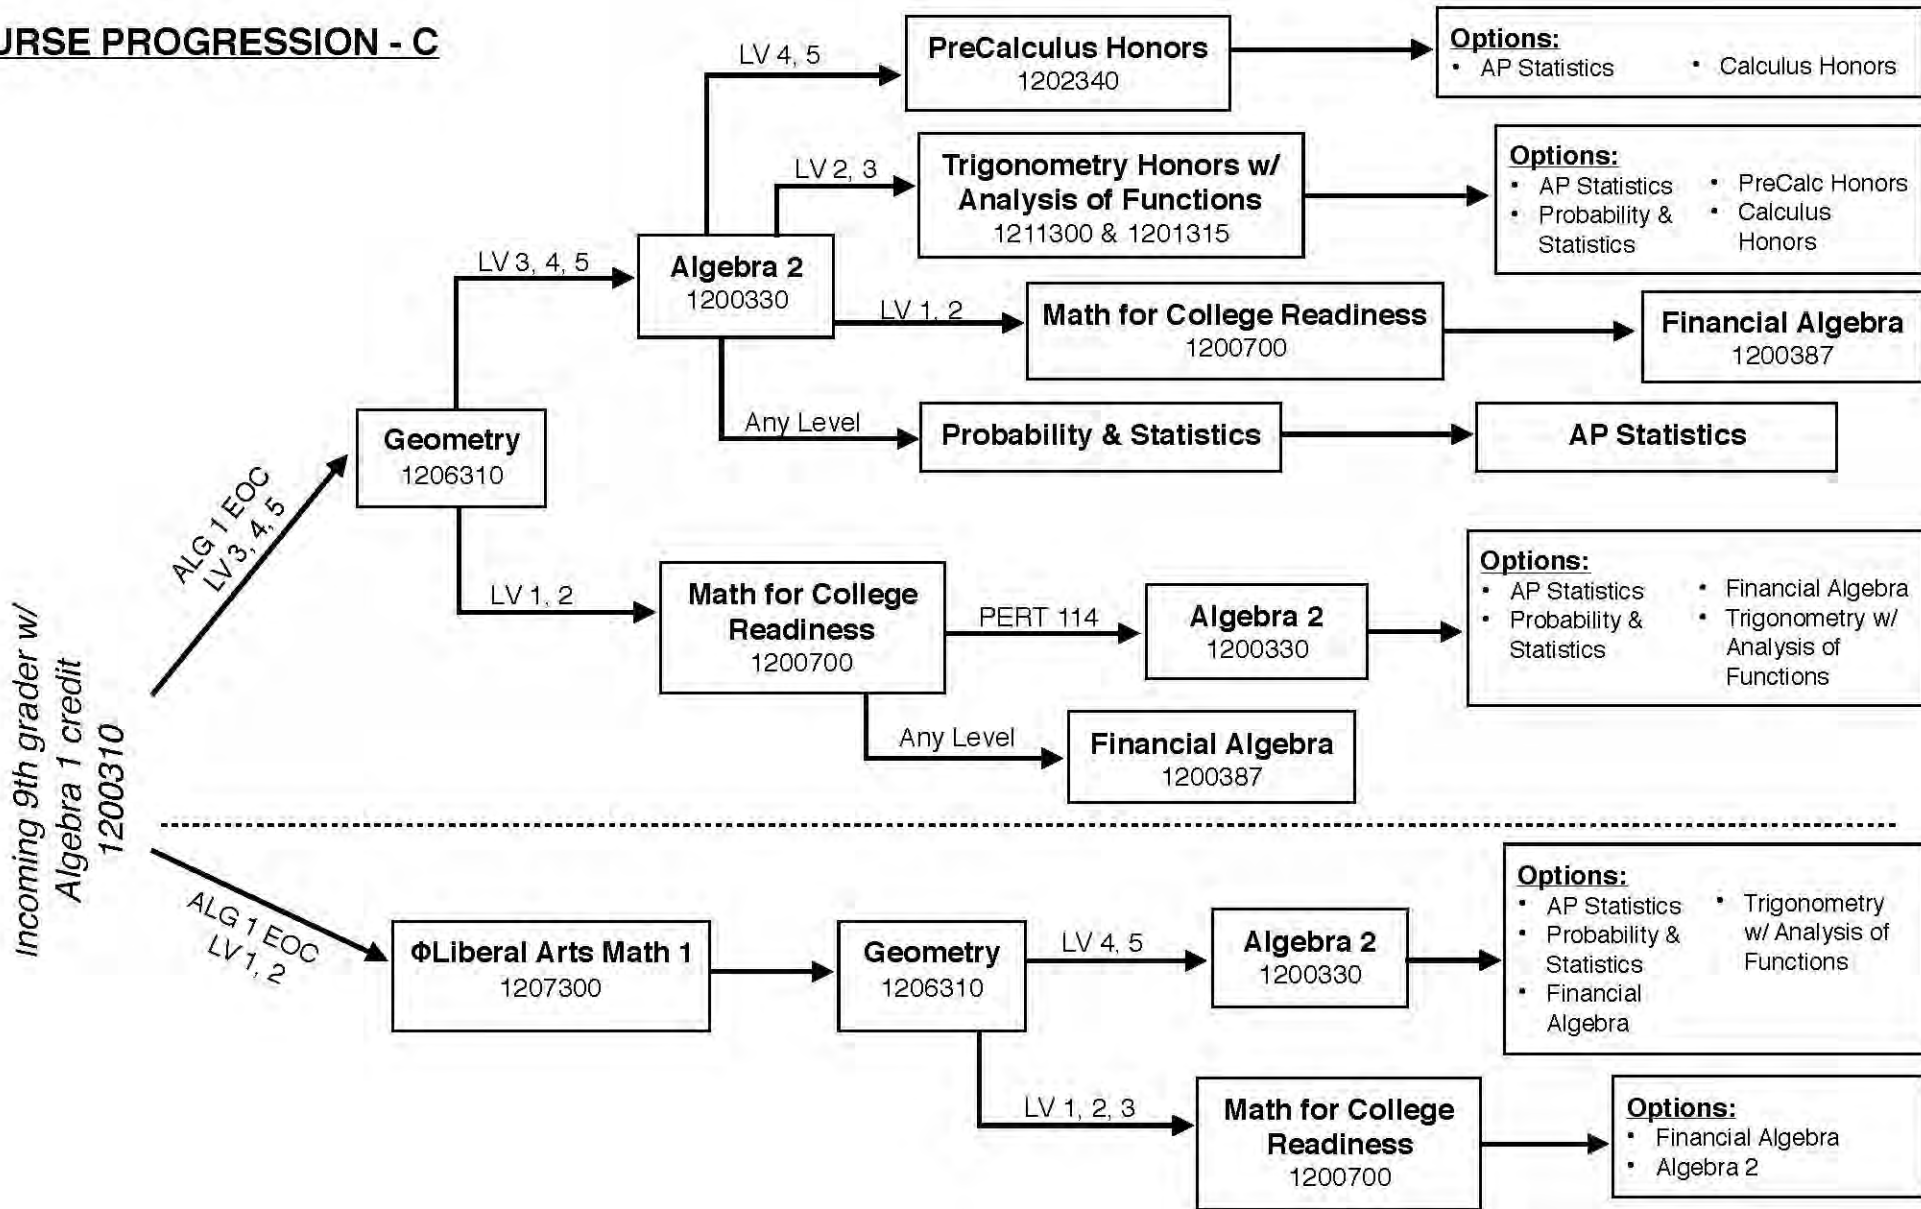 URSE PROGRESSION - C
LV 4, 5
PreCalculus Honors
1202340
Options:
• AP Statistics
• Calculus Honors
LV 2, 3
Trigonometry Honors w/
Analysis of Functions
1211300 & 1201315
Options:
• AP Statistics
• Probability &
Statistics
• PreCalc Honors
• Calculus
Honors
LV 3, 4, 5
Algebra 2
1200330
LV 1, 2
Math for College Readiness
1200700
Financial Algebra
1200387
Any Level
Probability & Statistics
AP Statistics
Geometry
1206310
ALG 1 EOC
LV 3, 4, 5
LV 1, 2
Math for College
Readiness
1200700
PERT 114
Algebra 2
1200330
Options:
• AP Statistics
• Probability &
Statistics
• Financial Algebra
• Trigonometry w/
Analysis of
Functions
Any Level
Financial Algebra
1200387
Incoming 9th grader w/
Algebra 1 credit
1200310
ALG 1 EOC
LV 1, 2
ΦLiberal Arts Math 1
1207300
Geometry
1206310
LV 4, 5
Algebra 2
1200330
Options:
• AP Statistics
• Probability &
Statistics
• Financial
Algebra
• Trigonometry
w/ Analysis of
Functions
LV 1, 2, 3
Math for College
Readiness
1200700
Options:
• Financial Algebra
• Algebra 2